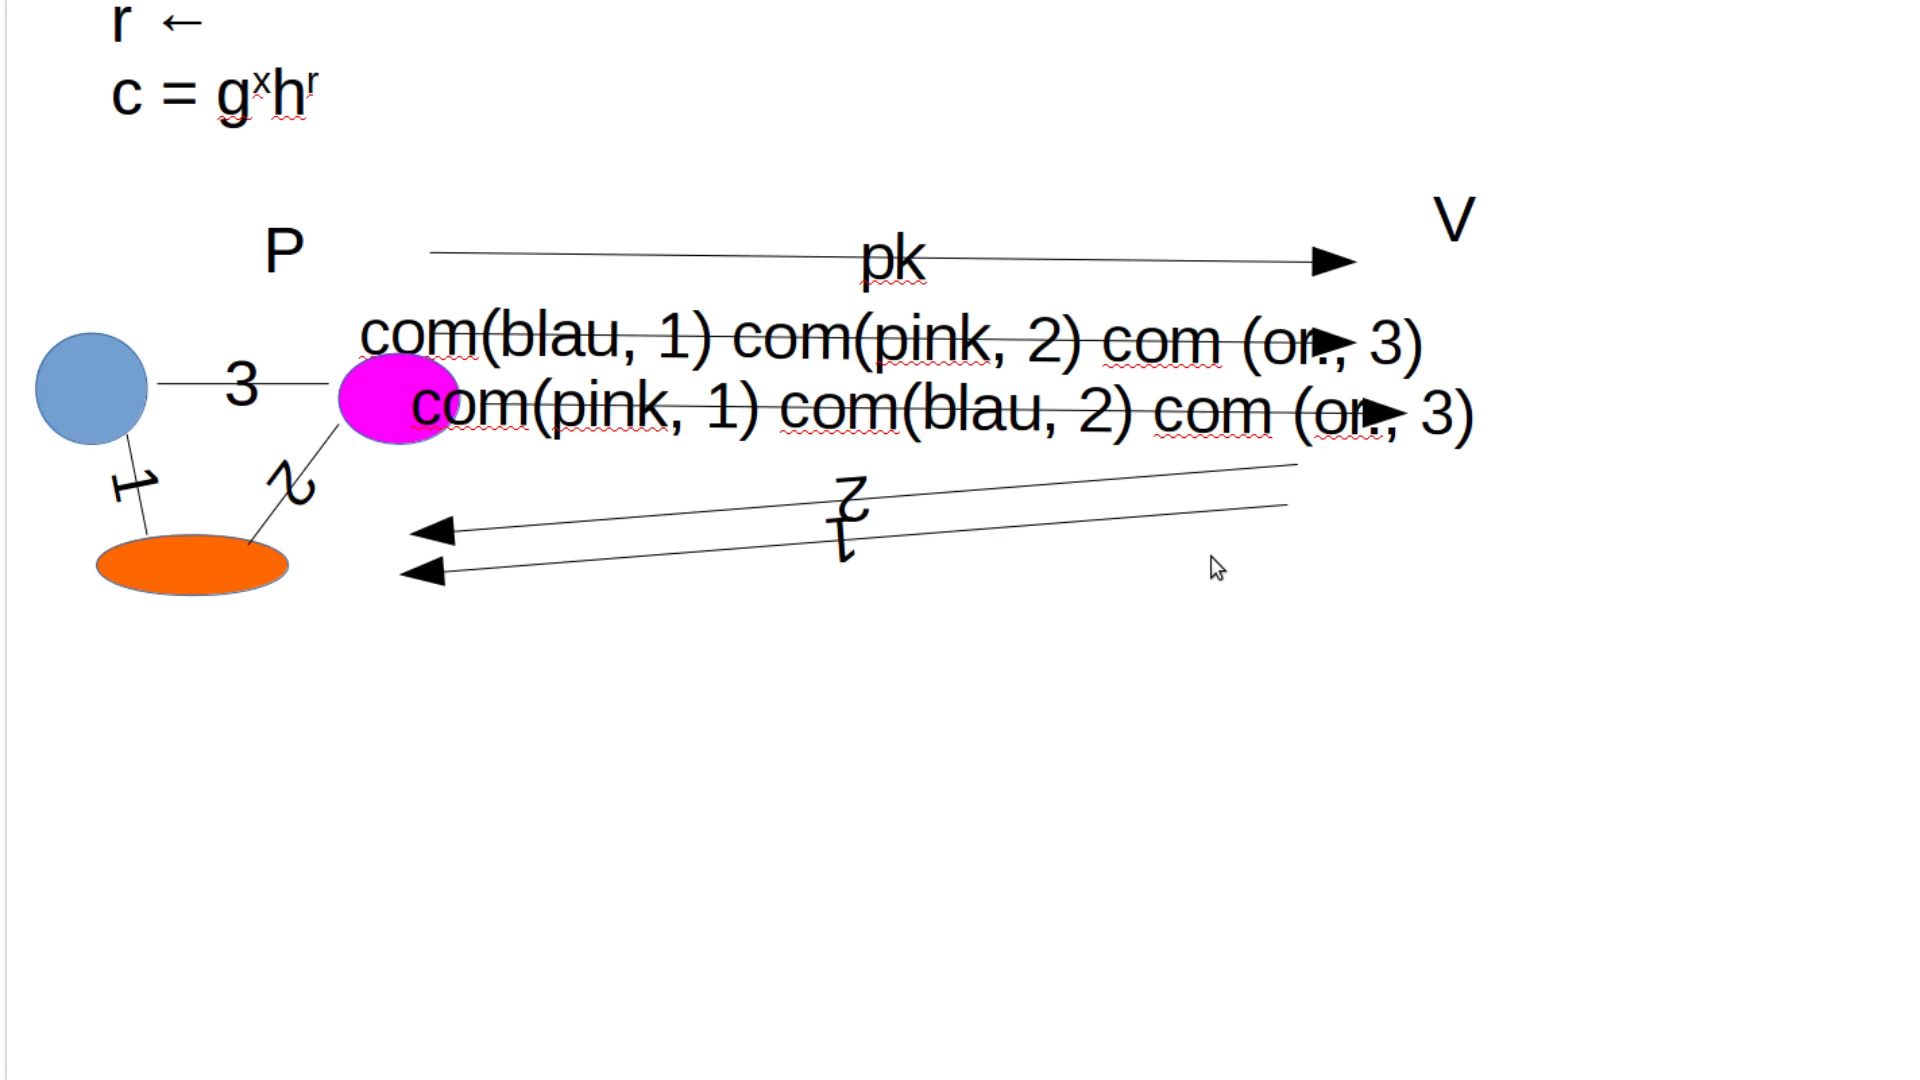 r ←
c = gˣhʳ
P
V
pk
com(blau, 1) com(pink, 2) com (or., 3)
3
com(pink, 1) com(blau, 2) com (or., 3)
1
2
2
1